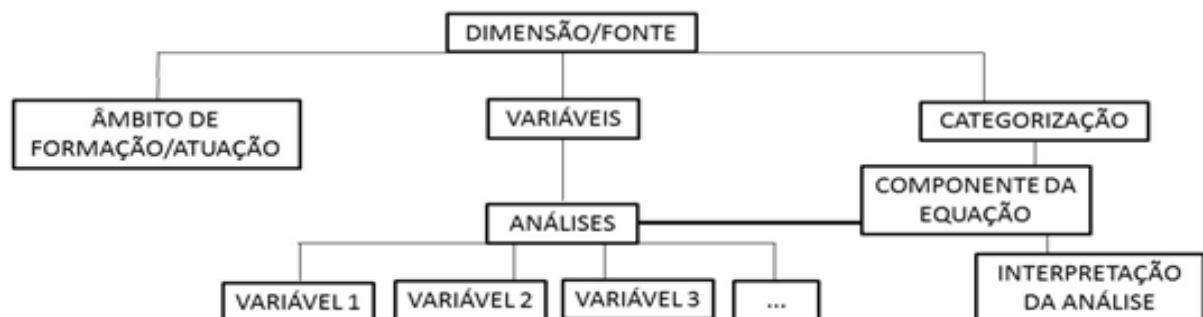 DIMENSÃO/FONTE
ÂMBITO DE
FORMAÇÃO/ATUAÇÃO
VARIÁVEIS
CATEGORIZAÇÃO
COMPONENTE DA
EQUAÇÃO
ANÁLISES
INTERPRETAÇÃO
DA ANÁLISE
VARIÁVEL 1
VARIÁVEL 2
VARIÁVEL 3
...